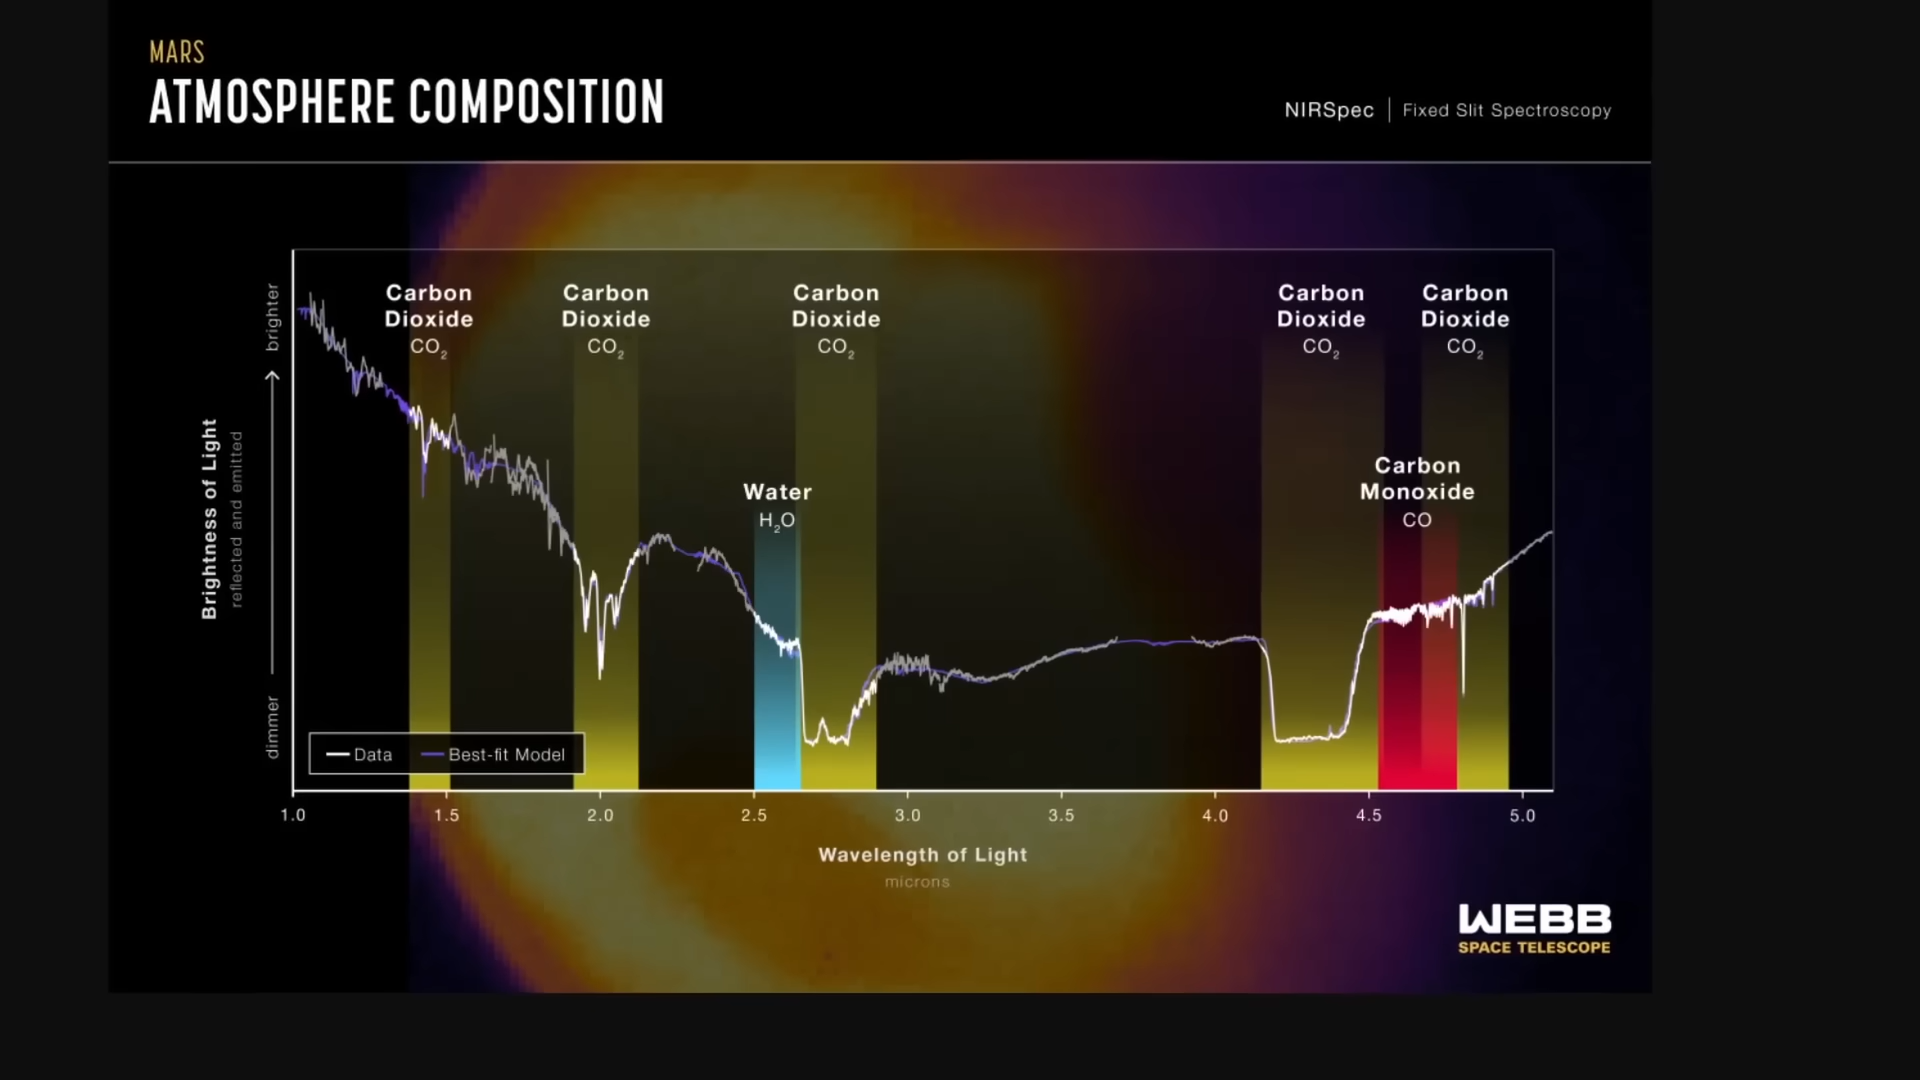 MARS
ATMOSPHERE COMPOSITION
NIRSpec | Fixed Slit Spectroscopy
Carbon
Dioxide
CO₂
Carbon
Dioxide
CO₂
Carbon
Dioxide
CO₂
Carbon
Dioxide
CO₂
Carbon
Dioxide
CO₂
Water
H₂O
Carbon
Monoxide
CO
brighter
Brightness of Light
reflected and emitted
dimmer
Data
Best-fit Model
1.0 1.5 2.0 2.5 3.0 3.5 4.0 4.5 5.0
Wavelength of Light
microns
WEBB
SPACE TELESCOPE